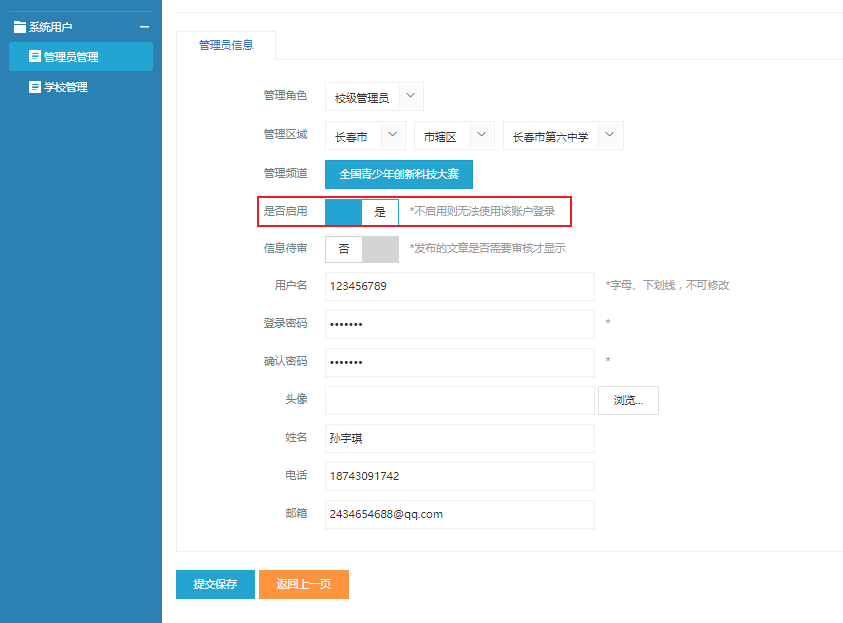 系统用户
管理员管理
学校管理
管理员信息
管理角色 校级管理员
管理区域 长春市 市辖区 长春市第六中学
管理频道 全国青少年创新科技大赛
是否启用 是 *不启用则无法使用该账户登录
信息待审 否 *发布的文章是否需要审核才显示
用户名 123456789 *字母、下划线，不可修改
登录密码 ••••••• *
确认密码 ••••••• *
头像 浏览...
姓名 孙宇琪
电话 18743091742
邮箱 2434654688@qq.com
提交保存 返回上一页